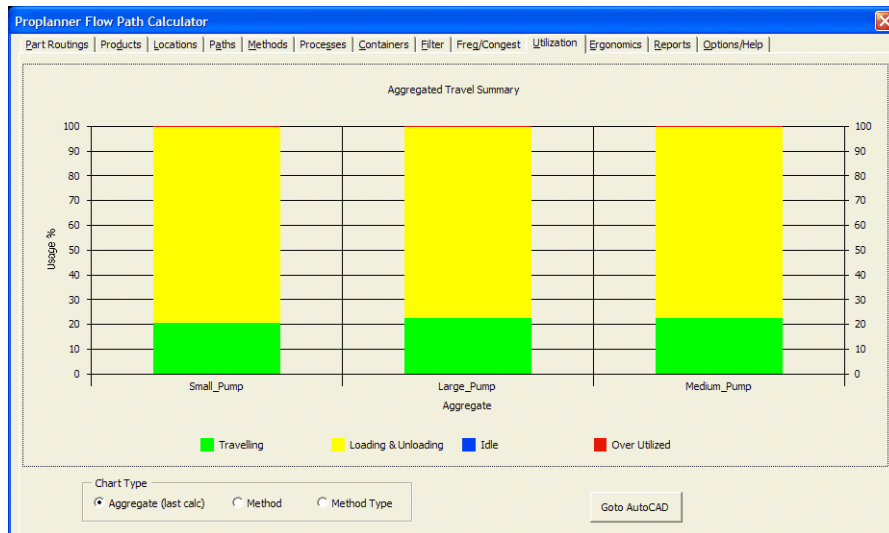 Proplanner Flow Path Calculator
Part Routings | Products | Locations | Paths | Methods | Processes | Containers | Filter | Freg/Congest | Utilization | Ergonomics | Reports | Options/Help |
Aggregated Travel Summary
100 100
90 90
80 80
70 70
60 60
50 50
40 40
30 30
20 20
10 10
0 0
Usage %
Small_Pump Large_Pump Medium_Pump
Aggregate
Travelling Loading & Unloading Idle Over Utilized
Chart Type
Aggregate (last calc) Method Method Type
Goto AutoCAD